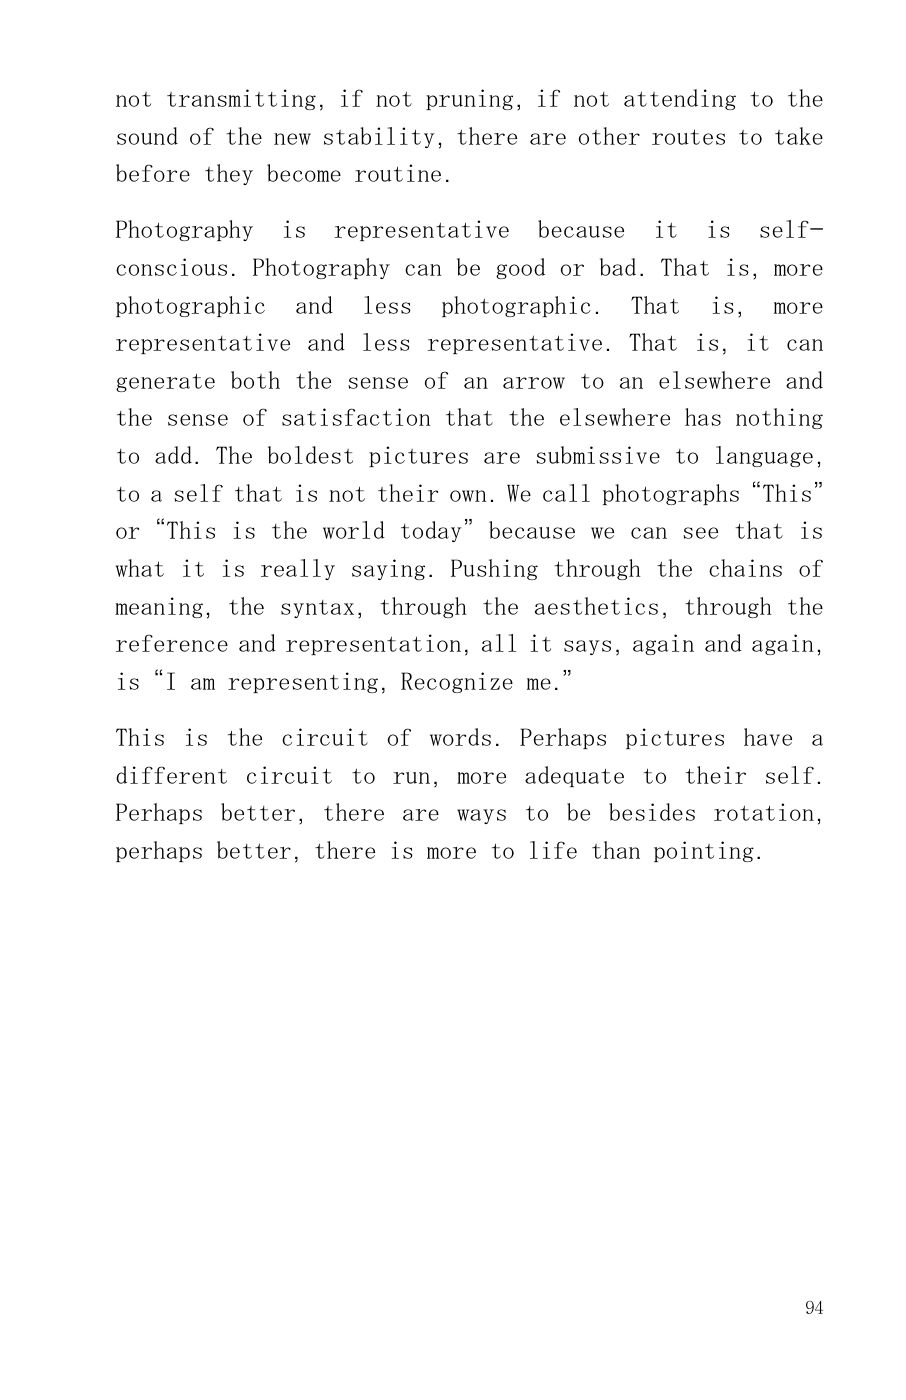 not transmitting, if not pruning, if not attending to the
sound of the new stability, there are other routes to take
before they become routine.
Photography is representative because it is self-
conscious. Photography can be good or bad. That is, more
photographic and less photographic. That is, more
representative and less representative. That is, it can
generate both the sense of an arrow to an elsewhere and
the sense of satisfaction that the elsewhere has nothing
to add. The boldest pictures are submissive to language,
to a self that is not their own. We call photographs “This”
or “This is the world today” because we can see that is
what it is really saying. Pushing through the chains of
meaning, the syntax, through the aesthetics, through the
reference and representation, all it says, again and again,
is “I am representing, Recognize me.”
This is the circuit of words. Perhaps pictures have a
different circuit to run, more adequate to their self.
Perhaps better, there are ways to be besides rotation,
perhaps better, there is more to life than pointing.
94